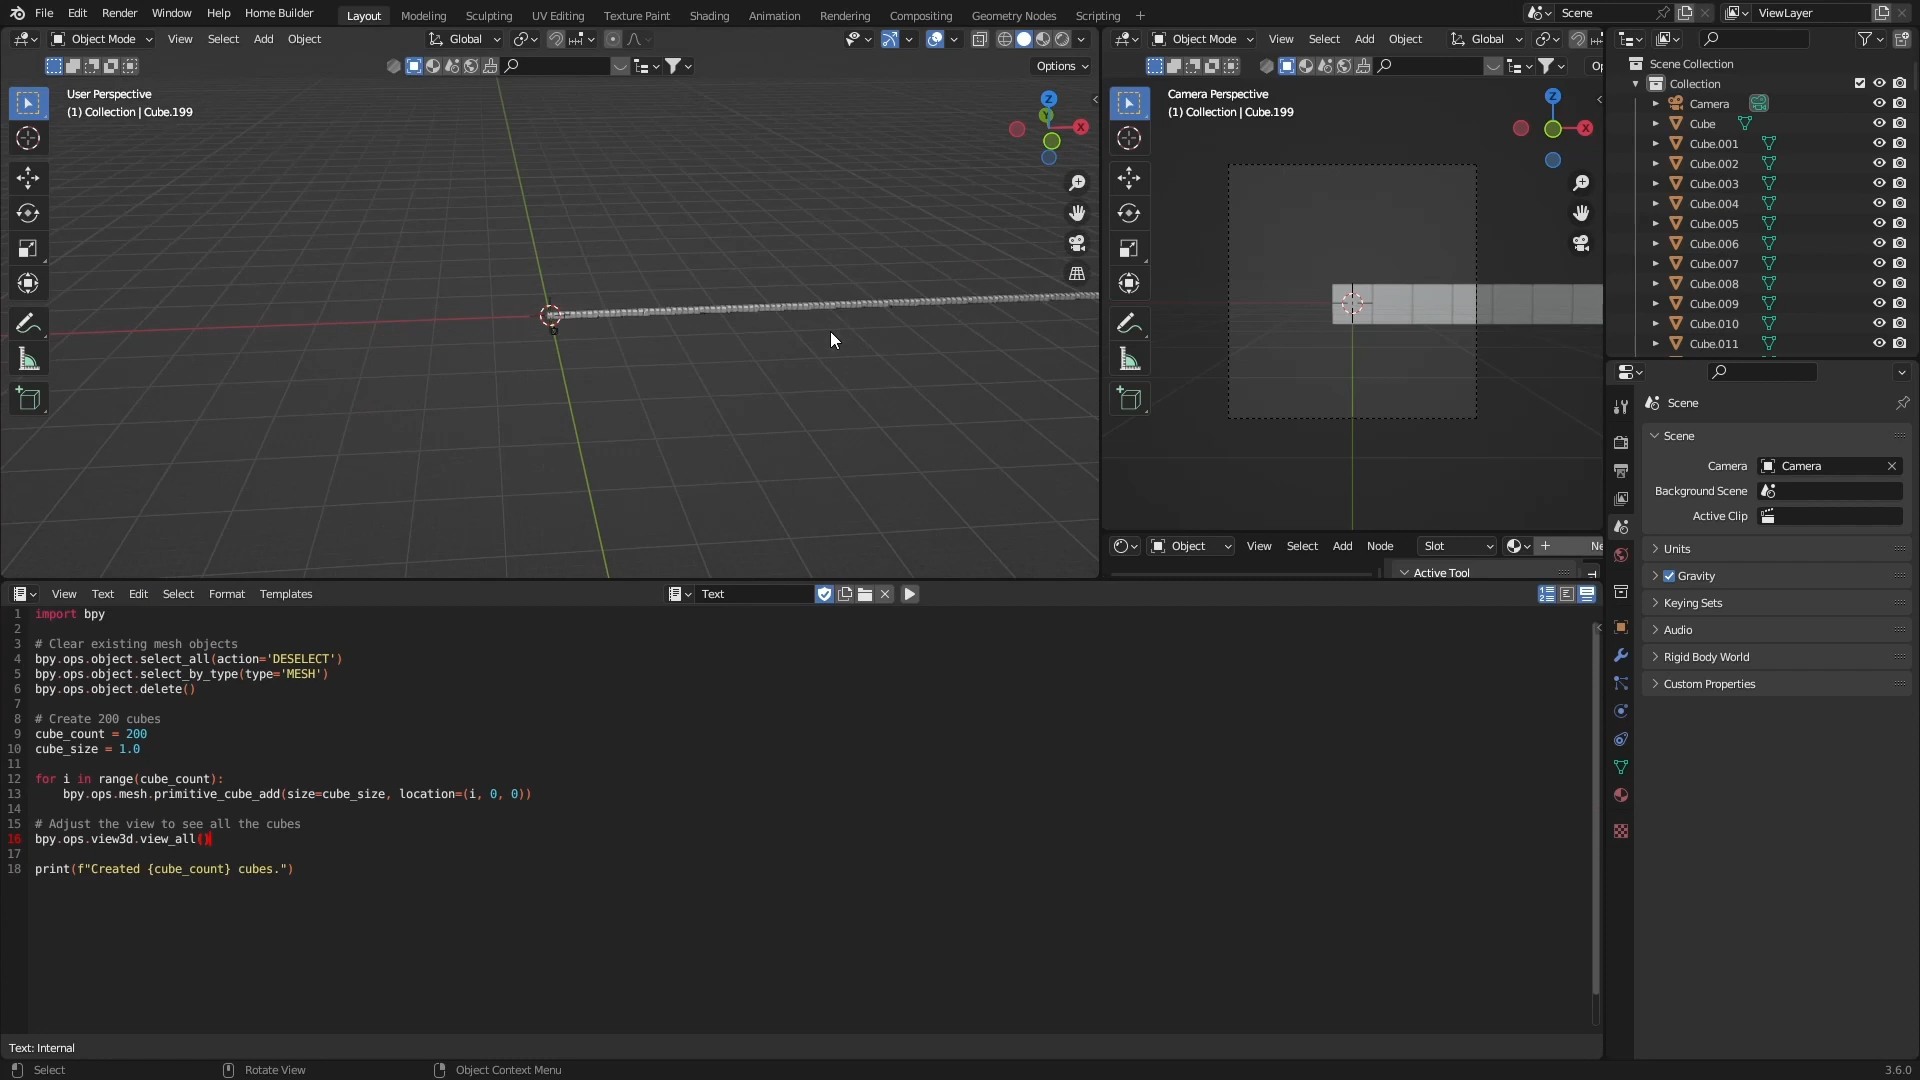 File Edit Render Window Help Home Builder Layout Modeling Sculpting UV Editing Texture Paint Shading Animation Rendering Compositing Geometry Nodes Scripting + Scene ViewLayer
Object Mode View Select Add Object Global
Options
User Perspective
(1) Collection | Cube.199
Z
Y
X
Object Mode View Select Add Object Global
Op
Camera Perspective
(1) Collection | Cube.199
Z
X
Object View Select Add Node Slot Ne
Active Tool
Scene Collection
Collection
Camera
Cube
Cube.001
Cube.002
Cube.003
Cube.004
Cube.005
Cube.006
Cube.007
Cube.008
Cube.009
Cube.010
Cube.011
Scene
Scene
Camera Camera
Background Scene
Active Clip
Units
Gravity
Keying Sets
Audio
Rigid Body World
Custom Properties
View Text Edit Select Format Templates Text
1 import bpy
2
3 # Clear existing mesh objects
4 bpy.ops.object.select_all(action='DESELECT')
5 bpy.ops.object.select_by_type(type='MESH')
6 bpy.ops.object.delete()
7
8 # Create 200 cubes
9 cube_count = 200
10 cube_size = 1.0
11
12 for i in range(cube_count):
13 bpy.ops.mesh.primitive_cube_add(size=cube_size, location=(i, 0, 0))
14
15 # Adjust the view to see all the cubes
16 bpy.ops.view3d.view_all()
17
18 print(f"Created {cube_count} cubes.")
Text: Internal
Select Rotate View Object Context Menu 3.6.0